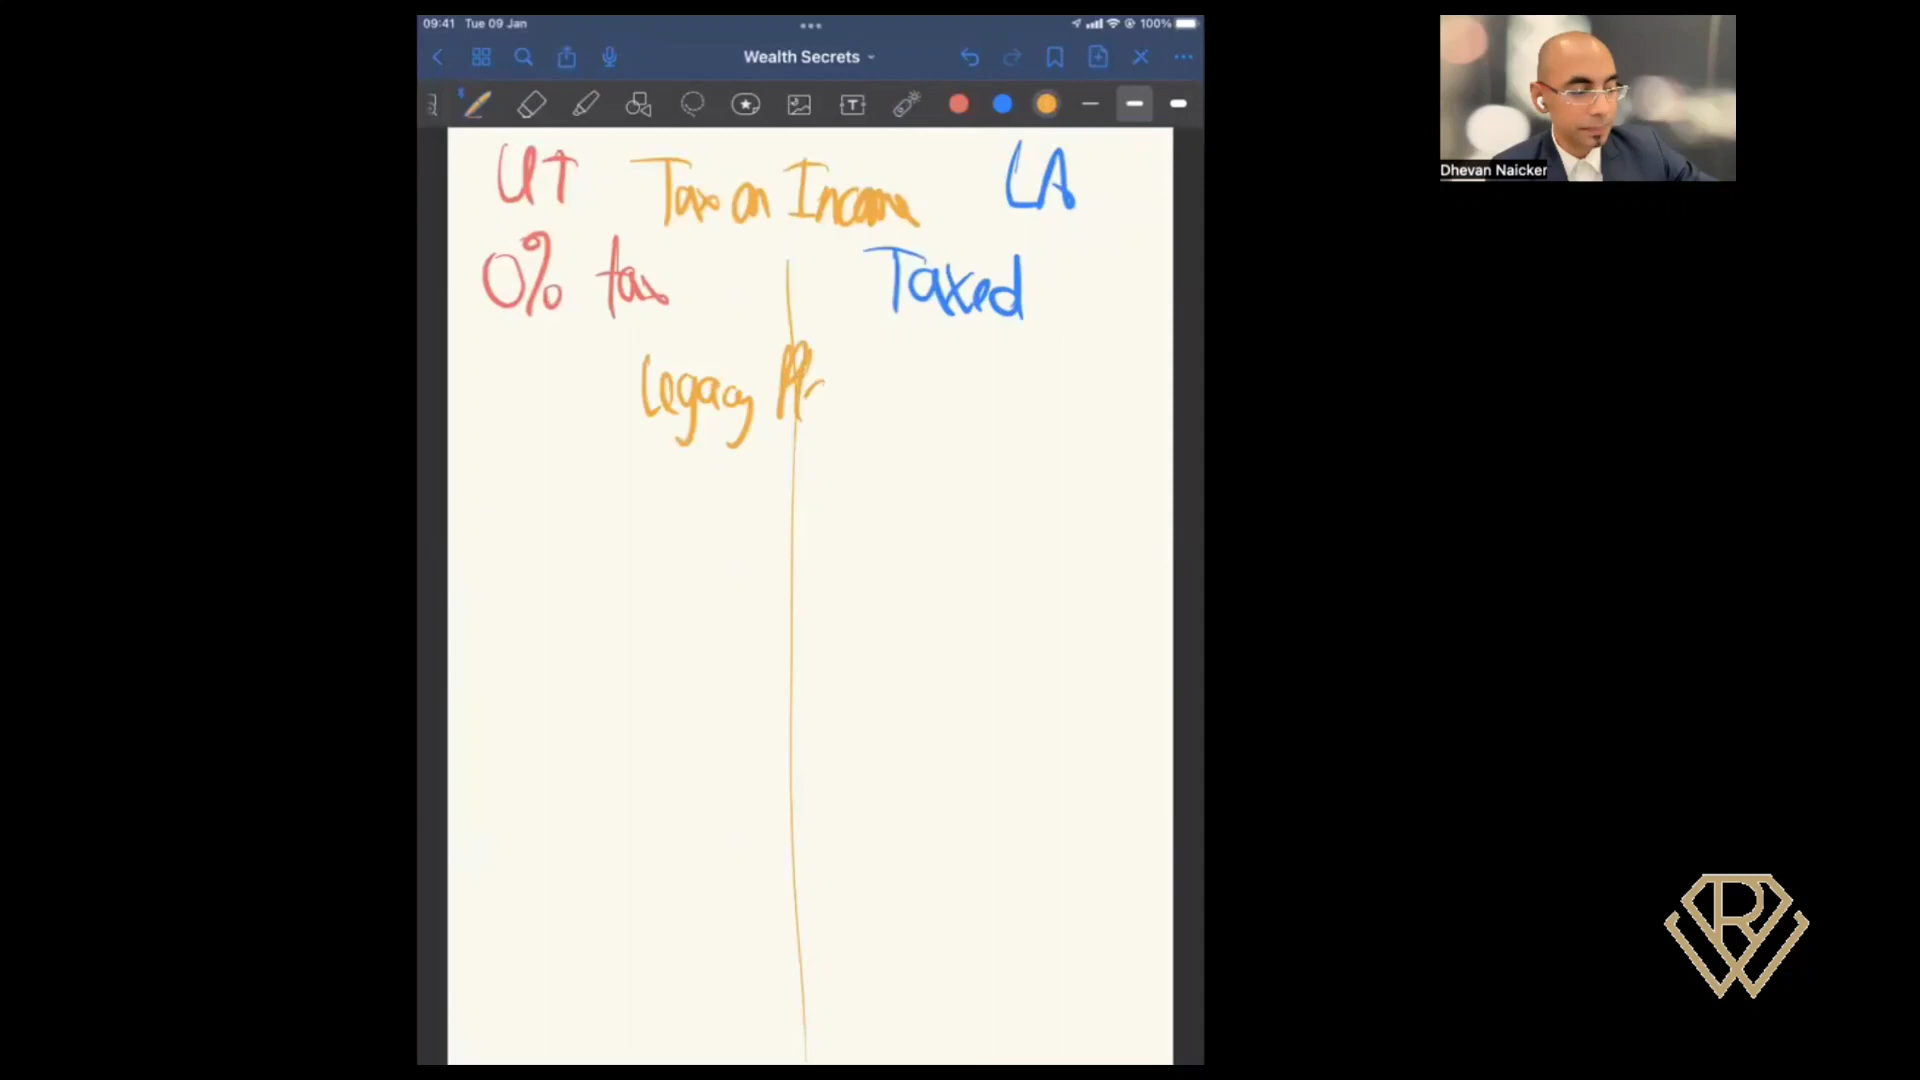 09:41 Tue 09 Jan
100%
Wealth Secrets
T
UT Tax on Income LA
0% tax Taxed
Legacy
Dhevan Naicker
RW